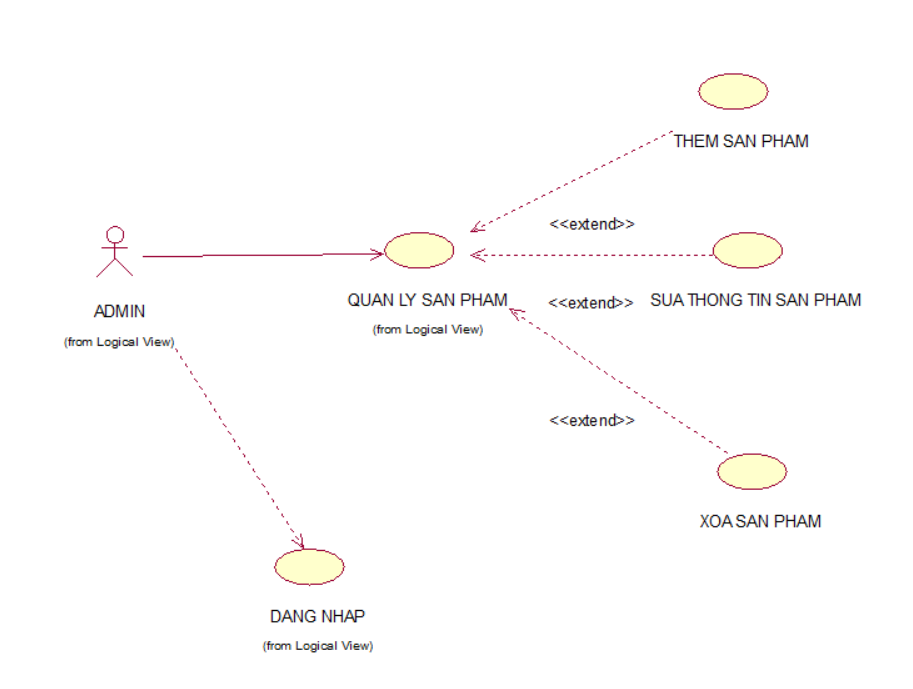 THEM SAN PHAM
<<extend>>
ADMIN
(from Logical View)
QUAN LY SAN PHAM
(from Logical View)
<<extend>>
SUA THONG TIN SAN PHAM
<<extend>>
XOA SAN PHAM
DANG NHAP
(from Logical View)